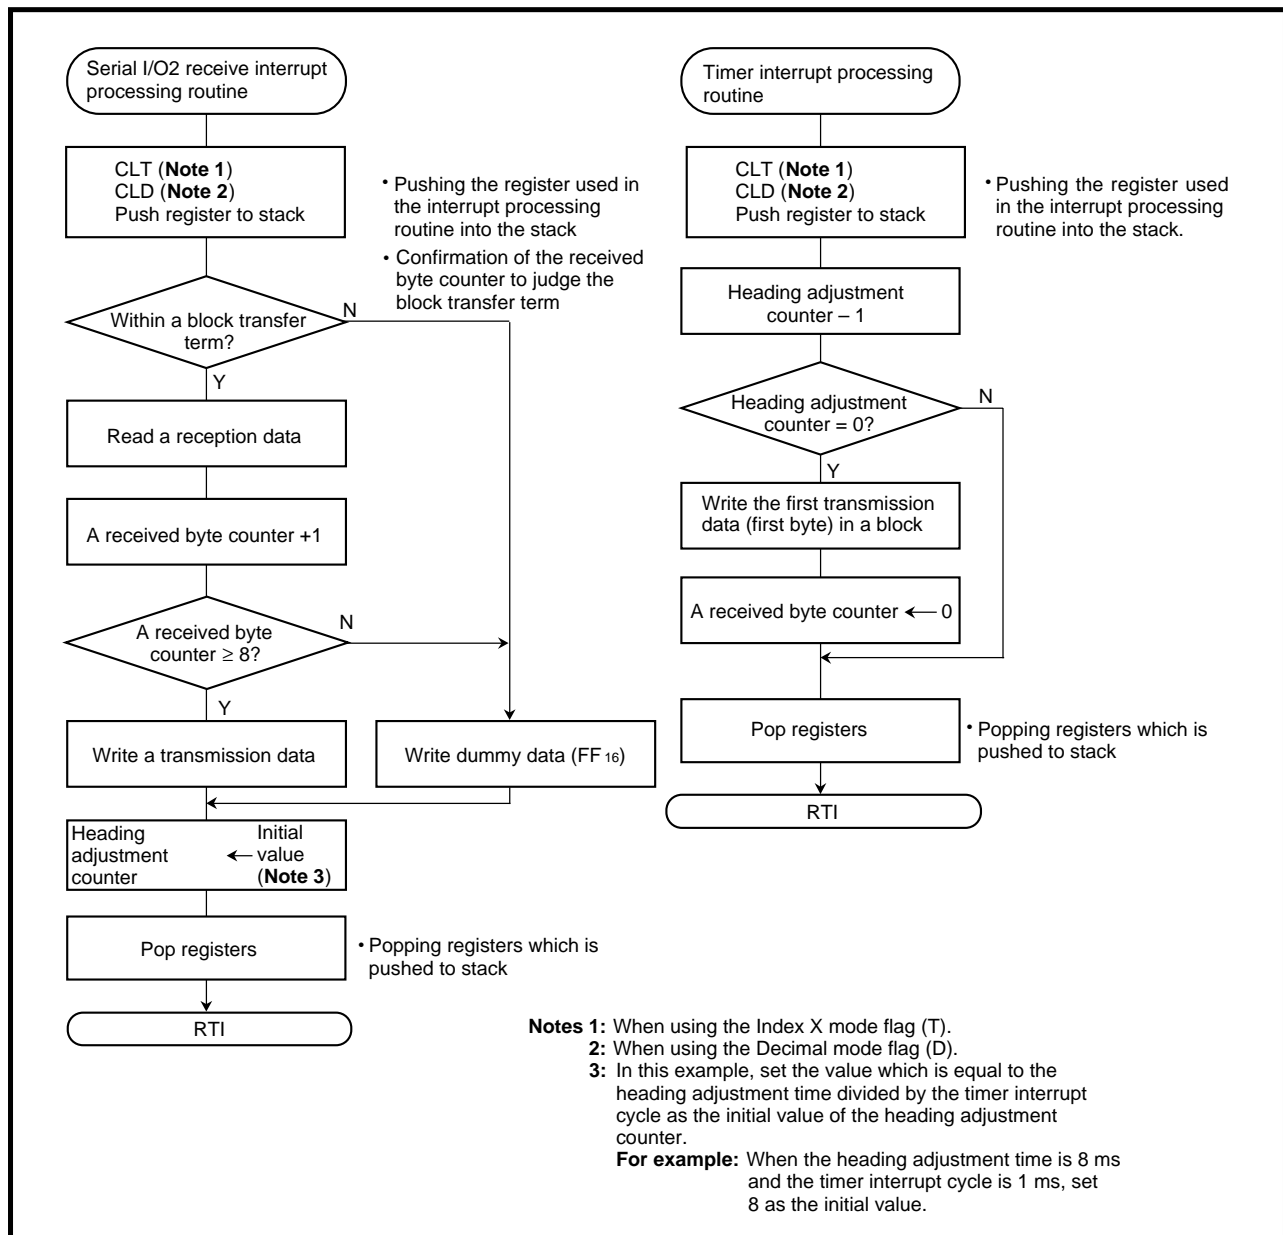 Serial I/O2 receive interrupt
processing routine
CLT (Note 1)
CLD (Note 2)
Push register to stack
• Pushing the register used in
the interrupt processing
routine into the stack
• Confirmation of the received
byte counter to judge the
block transfer term
Within a block transfer
term?
N
Y
Read a reception data
A received byte counter +1
A received byte
counter ≥ 8?
N
Y
Write a transmission data
Write dummy data (FF16)
Heading
adjustment
counter
←
Initial
value
(Note 3)
Pop registers
• Popping registers which is
pushed to stack
RTI
Timer interrupt processing
routine
CLT (Note 1)
CLD (Note 2)
Push register to stack
• Pushing the register used
in the interrupt processing
routine into the stack.
Heading adjustment
counter – 1
Heading adjustment
counter = 0?
N
Y
Write the first transmission
data (first byte) in a block
A received byte counter ← 0
Pop registers
• Popping registers which is
pushed to stack
RTI
Notes 1: When using the Index X mode flag (T).
2: When using the Decimal mode flag (D).
3: In this example, set the value which is equal to the
heading adjustment time divided by the timer interrupt
cycle as the initial value of the heading adjustment
counter.
For example: When the heading adjustment time is 8 ms
and the timer interrupt cycle is 1 ms, set
8 as the initial value.